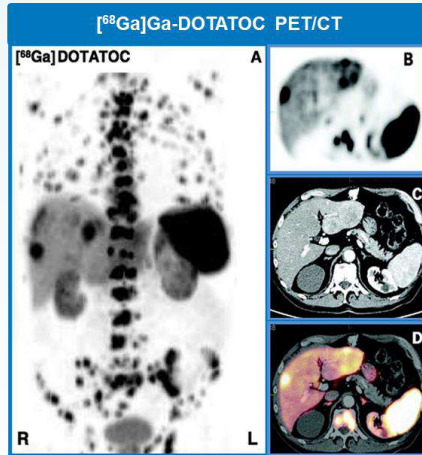 [⁶⁸Ga]Ga-DOTATOC PET/CT
[⁶⁸Ga] DOTATOC
A
B
C
D
R
L